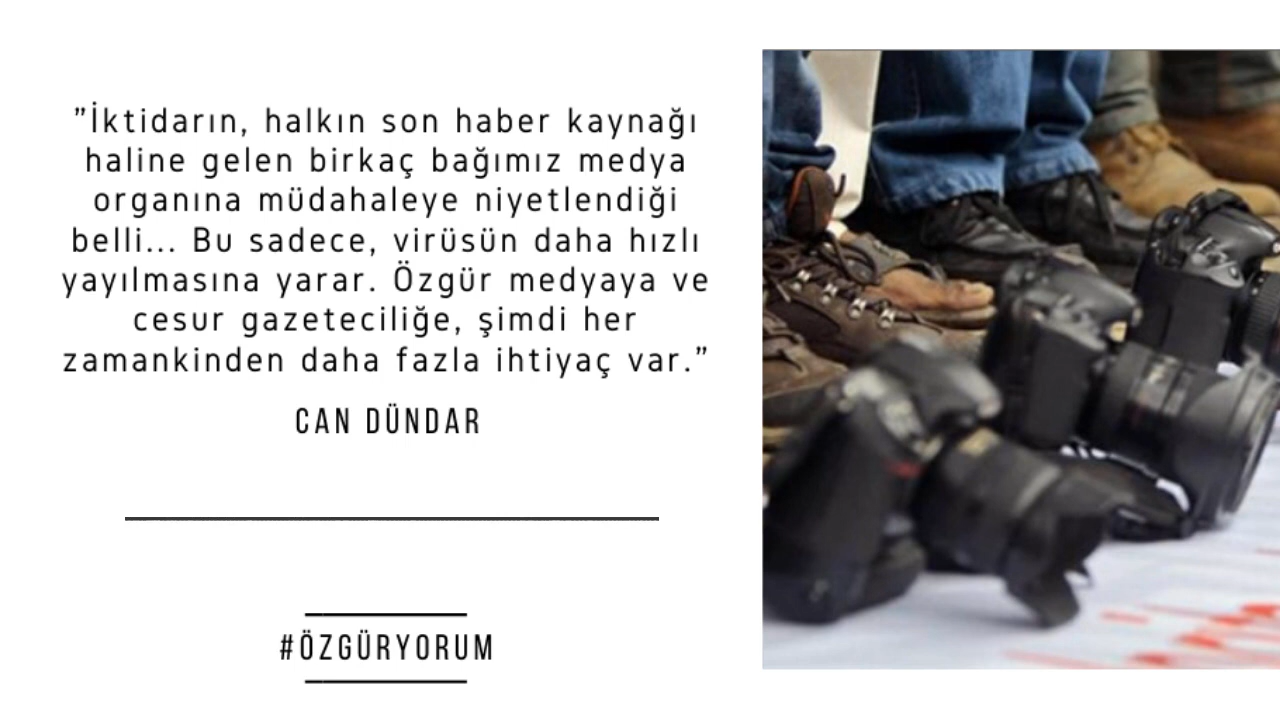 ”İktidarın, halkın son haber kaynağı
haline gelen birkaç bağımız medya
organına müdahaleye niyetlendiği
belli... Bu sadece, virüsün daha hızlı
yayılmasına yarar. Özgür medyaya ve
cesur gazeteciliğe, şimdi her
zamankinden daha fazla ihtiyaç var.”
CAN DÜNDAR
#ÖZGÜRYORUM